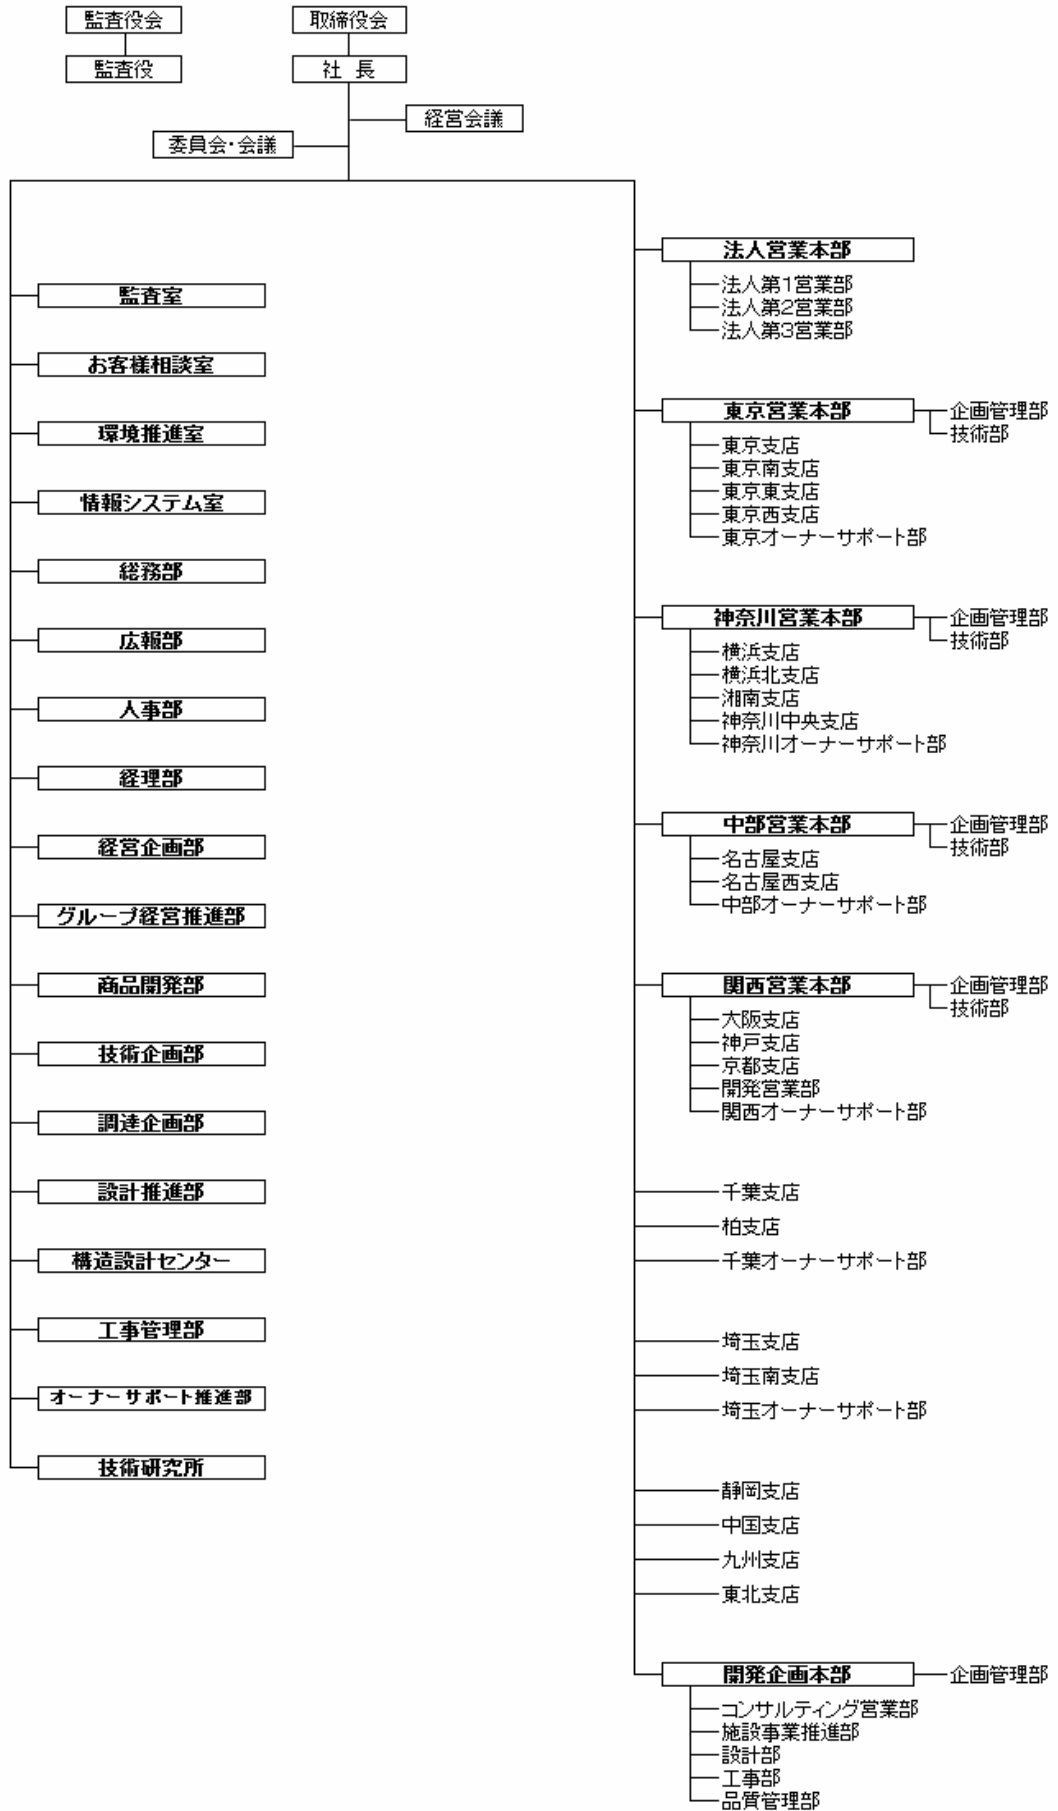 監査役会
取締役会
監査役
社 長
経営会議
委員会・会議
監査室
お客様相談室
環境推進室
情報システム室
総務部
広報部
人事部
経理部
経営企画部
グループ経営推進部
商品開発部
技術企画部
調達企画部
設計推進部
構造設計センター
工事管理部
オーナーサポート推進部
技術研究所
法人営業本部
法人第1営業部
法人第2営業部
法人第3営業部
東京営業本部
企画管理部
技術部
東京支店
東京南支店
東京東支店
東京西支店
東京オーナーサポート部
神奈川営業本部
企画管理部
技術部
横浜支店
横浜北支店
湘南支店
神奈川中央支店
神奈川オーナーサポート部
中部営業本部
企画管理部
技術部
名古屋支店
名古屋西支店
中部オーナーサポート部
関西営業本部
企画管理部
技術部
大阪支店
神戸支店
京都支店
開発営業部
関西オーナーサポート部
千葉支店
柏支店
千葉オーナーサポート部
埼玉支店
埼玉南支店
埼玉オーナーサポート部
静岡支店
中国支店
九州支店
東北支店
開発企画本部
企画管理部
コンサルティング営業部
施設事業推進部
設計部
工事部
品質管理部